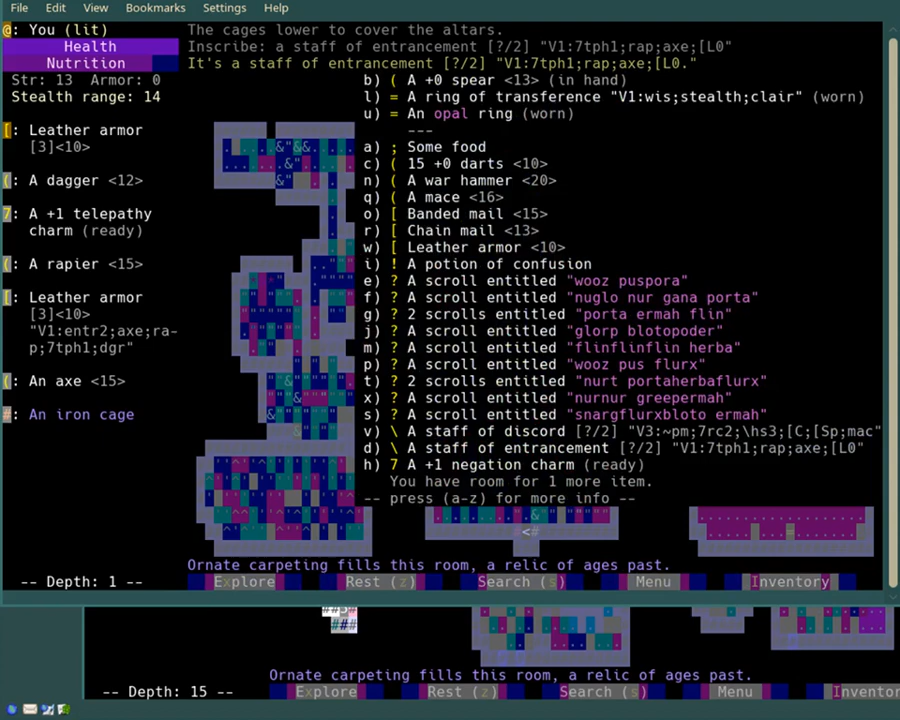 File Edit View Bookmarks Settings Help
@: You (lit)
Health
Nutrition
Str: 13 Armor: 0
Stealth range: 14
[: Leather armor
[3]<10>
(: A dagger <12>
7: A +1 telepathy
charm (ready)
(: A rapier <15>
[: Leather armor
[3]<10>
"V1:entr2;axe;ra-
p;7tph1;dgr"
(: An axe <15>
#: An iron cage
The cages lower to cover the altars.
Inscribe: a staff of entrancement [?/2] "V1:7tph1;rap;axe;[L0"
It's a staff of entrancement [?/2] "V1:7tph1;rap;axe;[L0."
b) ( A +0 spear <13> (in hand)
l) = A ring of transference "V1:wis;stealth;clair" (worn)
u) = An opal ring (worn)
---
a) ; Some food
c) ( 15 +0 darts <10>
n) ( A war hammer <20>
q) ( A mace <16>
o) [ Banded mail <15>
r) [ Chain mail <13>
w) [ Leather armor <10>
i) ! A potion of confusion
e) ? A scroll entitled "wooz puspora"
f) ? A scroll entitled "nuglo nur gana porta"
g) ? 2 scrolls entitled "porta ermah flin"
j) ? A scroll entitled "glorp blotopoder"
m) ? A scroll entitled "flinflinflin herba"
p) ? A scroll entitled "wooz pus flurx"
t) ? 2 scrolls entitled "nurt portaherbaflurx"
x) ? A scroll entitled "nurnur greepermah"
s) ? A scroll entitled "snargflurxbloto ermah"
v) \ A staff of discord [?/2] "V3:~pm;7rc2;\hs3;[C;[Sp;mac"
d) \ A staff of entrancement [?/2] "V1:7tph1;rap;axe;[L0"
h) 7 A +1 negation charm (ready)
You have room for 1 more item.
-- press (a-z) for more info --
Ornate carpeting fills this room, a relic of ages past.
-- Depth: 1 -- Explore Rest (z) Search (s) Menu Inventory
Ornate carpeting fills this room, a relic of ages past.
-- Depth: 15 -- Explore Rest (z) Search (s) Menu Inventor